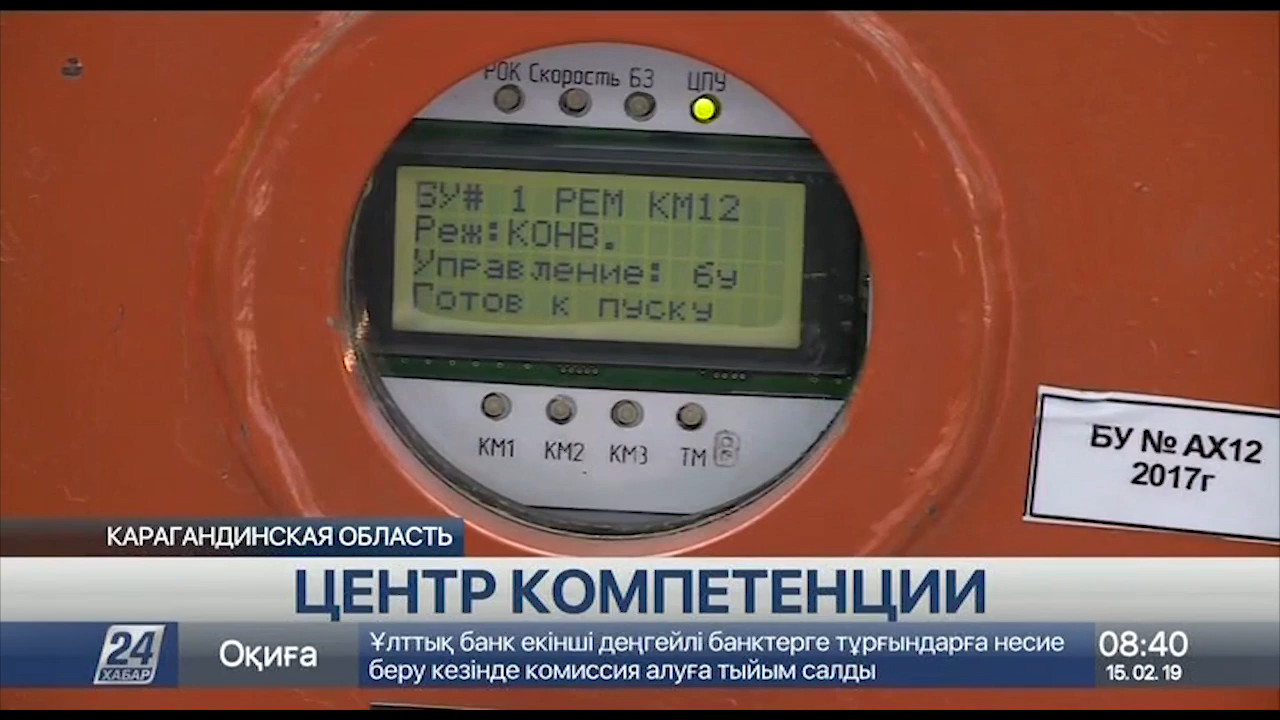 РОК Скорость БЗ ЦПУ
БУ# 1 РЕМ КМ12
Реж:КОНВ.
Управление: бу
Готов к пуску
КМ1 КМ2 КМ3 ТМ
БУ № АХ12
2017г
КАРАГАНДИНСКАЯ ОБЛАСТЬ
ЦЕНТР КОМПЕТЕНЦИИ
24
ХАБАР
Оқиға
Ұлттық банк екінші деңгейлі банктерге тұрғындарға несие
беру кезінде комиссия алуға тыйым салды
08:40
15. 02. 19